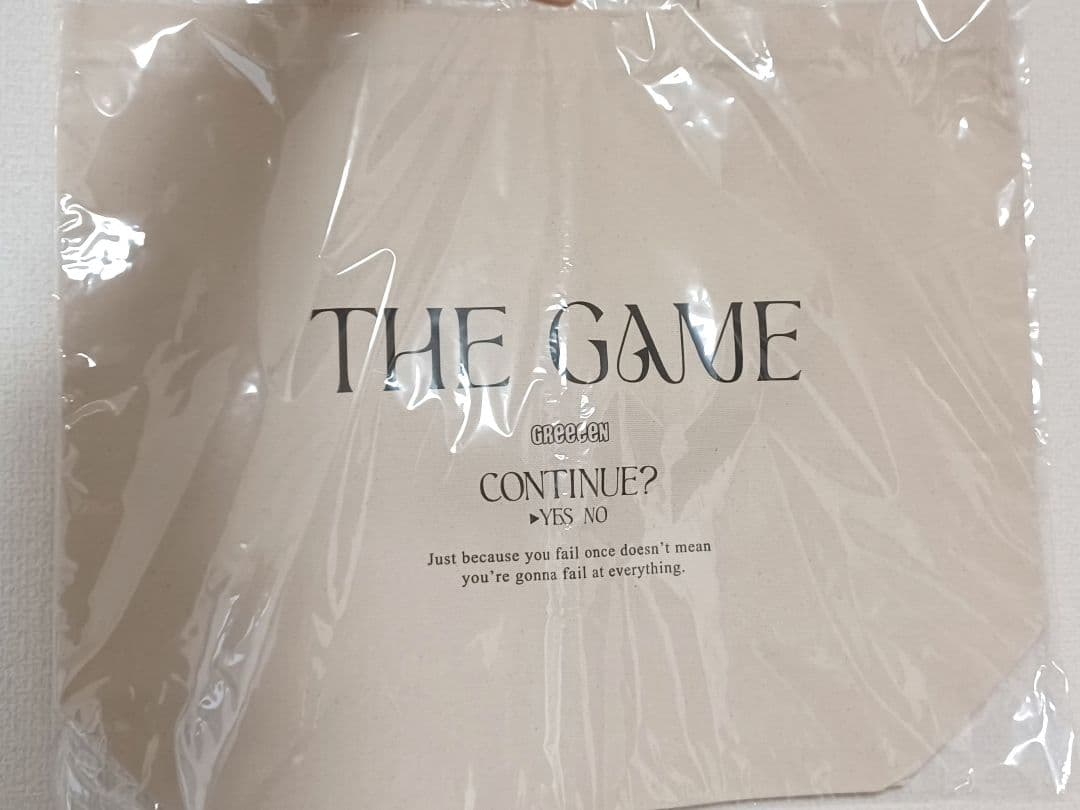 THE GAME
GReeeeN
CONTINUE?
▶YES NO
Just because you fail once doesn't mean
you're gonna fail at everything.